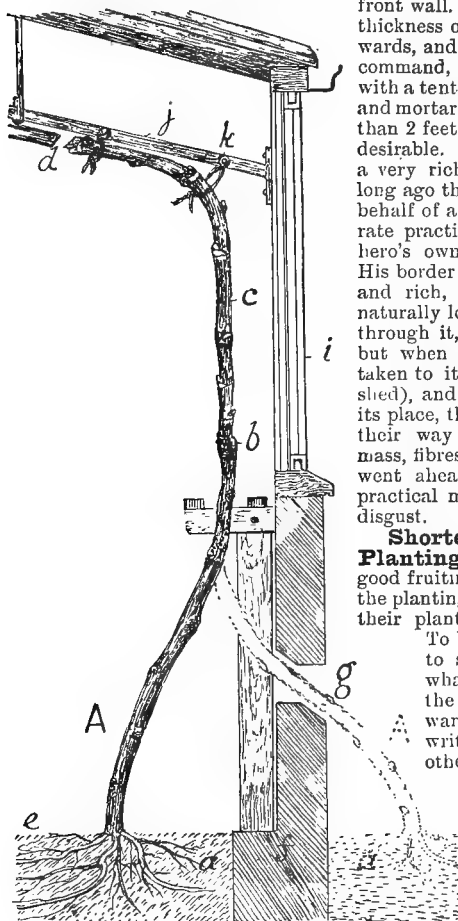 front wall.
thickness o
wards, and
command,
with a tent-
and mortar
than 2 feet
desirable.
a very rich
long ago th
behalf of a
rate practi
hero's own
His border
and rich,
naturally lo
through it,
but when
taken to it
shed), and
its place, th
their way
mass, fibres
went ahea
practical m
disgust.
Shorte
Planting
good fruitin
the plantin
their plant
To
to s
wha
the
war
writ
othe
j
k
d
c
i
b
g
A
A
e
a
f